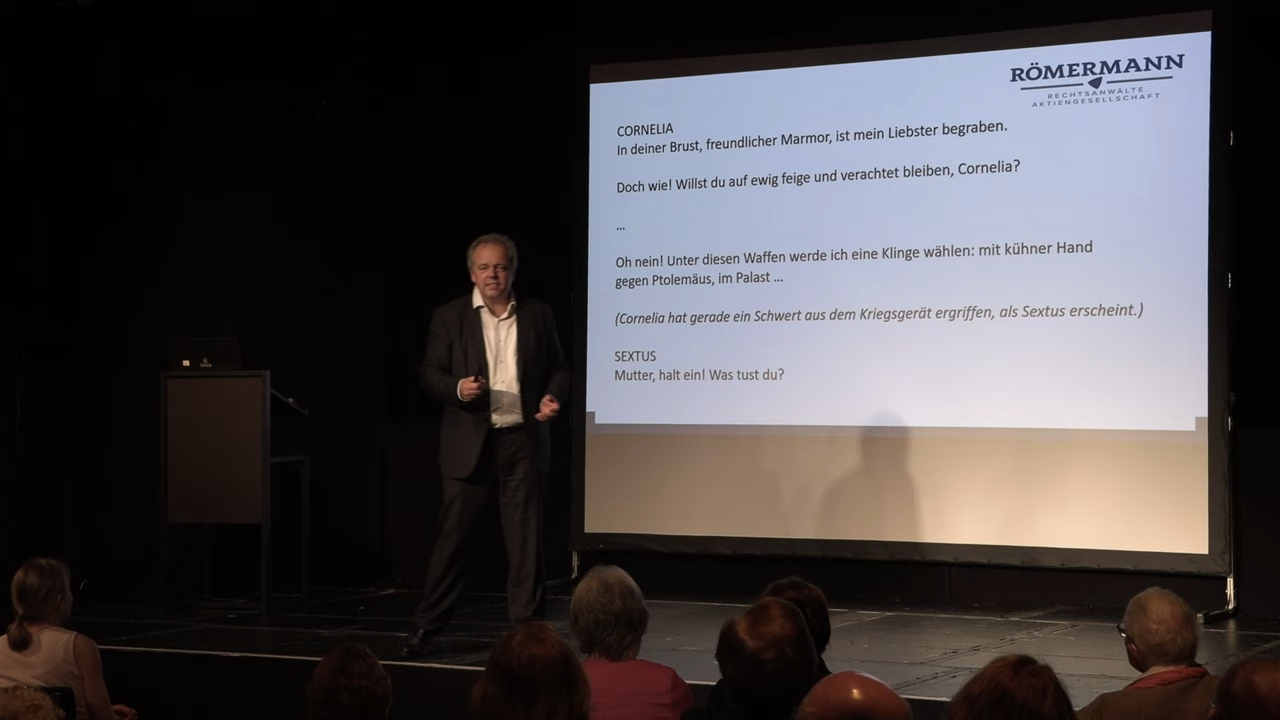 RÖMERMANN
RECHTSANWÄLTE
AKTIENGESELLSCHAFT
CORNELIA
In deiner Brust, freundlicher Marmor, ist mein Liebster begraben.
Doch wie! Willst du auf ewig feige und verachtet bleiben, Cornelia?
...
Oh nein! Unter diesen Waffen werde ich eine Klinge wählen: mit kühner Hand
gegen Ptolemäus, im Palast ...
(Cornelia hat gerade ein Schwert aus dem Kriegsgerät ergriffen, als Sextus erscheint.)
SEXTUS
Mutter, halt ein! Was tust du?